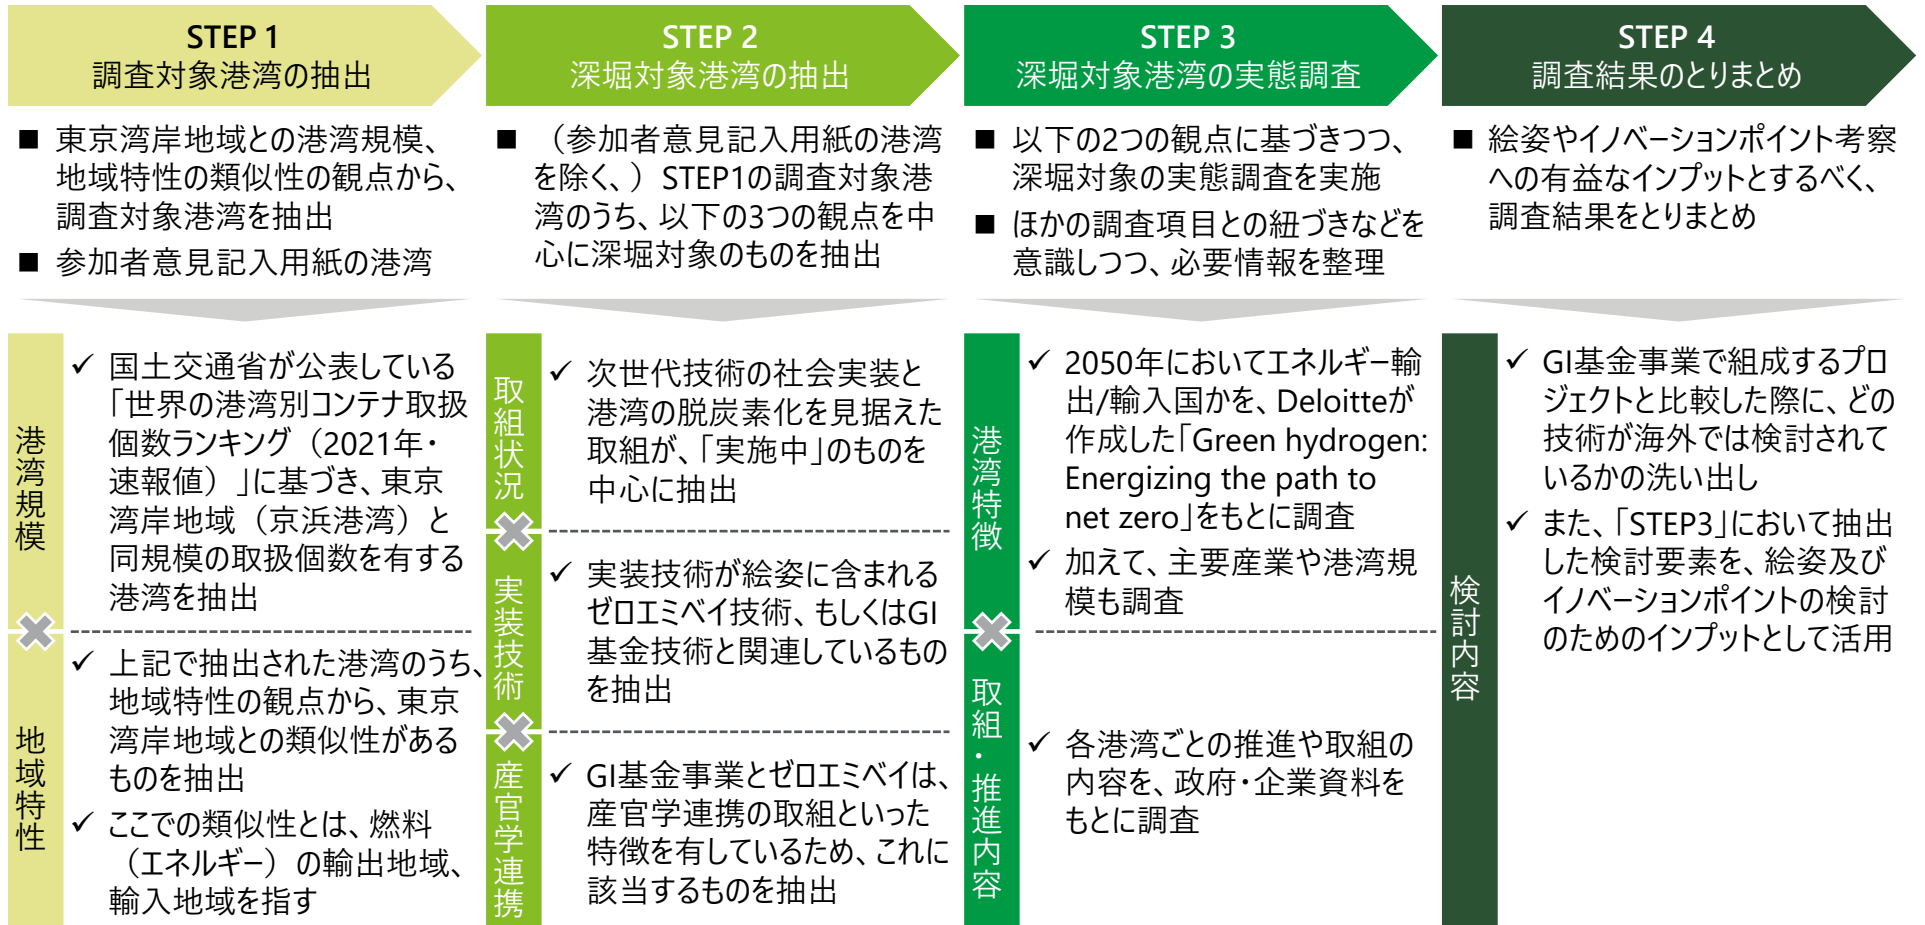 STEP 1
調査対象港湾の抽出
■ 東京湾岸地域との港湾規模、
地域特性の類似性の観点から、
調査対象港湾を抽出
■ 参加者意見記入用紙の港湾
港湾規模
✓ 国土交通省が公表している
「世界の港湾別コンテナ取扱
個数ランキング（2021年・
速報値）」に基づき、東京
湾岸地域（京浜港湾）と
同規模の取扱個数を有する
港湾を抽出
地域特性
✓ 上記で抽出された港湾のうち、
地域特性の観点から、東京
湾岸地域との類似性がある
ものを抽出
✓ ここでの類似性とは、燃料
（エネルギー）の輸出地域、
輸入地域を指す
STEP 2
深堀対象港湾の抽出
■ （参加者意見記入用紙の港湾
を除く、）STEP1の調査対象港
湾のうち、以下の3つの観点を中
心に深堀対象のものを抽出
取組状況
✓ 次世代技術の社会実装と
港湾の脱炭素化を見据えた
取組が、「実施中」のものを
中心に抽出
実装技術
✓ 実装技術が絵姿に含まれる
ゼロエミベイ技術、もしくはGI
基金技術と関連しているもの
を抽出
産官学連携
✓ GI基金事業とゼロエミベイは、
産官学連携の取組といった
特徴を有しているため、これに
該当するものを抽出
STEP 3
深堀対象港湾の実態調査
■ 以下の2つの観点に基づきつつ、
深堀対象の実態調査を実施
■ ほかの調査項目との紐づきなどを
意識しつつ、必要情報を整理
港湾特徴
✓ 2050年においてエネルギー輸
出/輸入国かを、Deloitteが
作成した「Green hydrogen:
Energizing the path to
net zero」をもとに調査
✓ 加えて、主要産業や港湾規
模も調査
取組・推進内容
✓ 各港湾ごとの推進や取組の
内容を、政府・企業資料を
もとに調査
STEP 4
調査結果のとりまとめ
■ 絵姿やイノベーションポイント考察
への有益なインプットとするべく、
調査結果をとりまとめ
検討内容
✓ GI基金事業で組成するプロ
ジェクトと比較した際に、どの
技術が海外では検討されて
いるかの洗い出し
✓ また、「STEP3」において抽出
した検討要素を、絵姿及び
イノベーションポイントの検討
のためのインプットとして活用